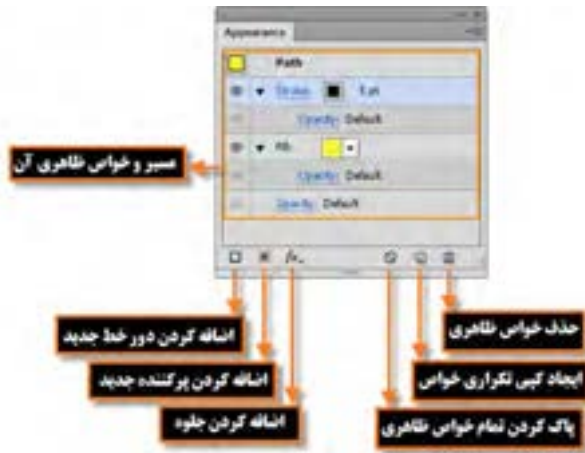 Appearance
Path
Stroke: 1 pt
Opacity: Default
Fill:
Opacity: Default
Opacity: Default
fx
مسیر و خواص ظاهری آن
اضافه کردن دور خط جدید
حذف خواص ظاهری
اضافه کردن پرکننده جدید
ایجاد کپی تکراری خواص
اضافه کردن جلوه
پاک کردن تمام خواص ظاهری